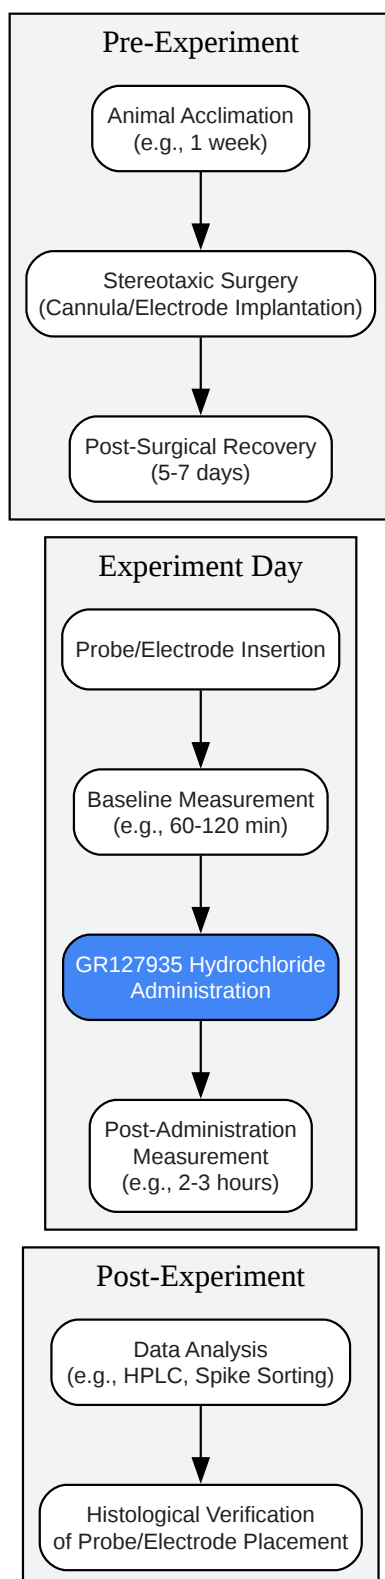 Pre-Experiment
Animal Acclimation
(e.g., 1 week)
Stereotaxic Surgery
(Cannula/Electrode Implantation)
Post-Surgical Recovery
(5-7 days)
Experiment Day
Probe/Electrode Insertion
Baseline Measurement
(e.g., 60-120 min)
GR127935 Hydrochloride
Administration
Post-Administration
Measurement
(e.g., 2-3 hours)
Post-Experiment
Data Analysis
(e.g., HPLC, Spike Sorting)
Histological Verification
of Probe/Electrode Placement